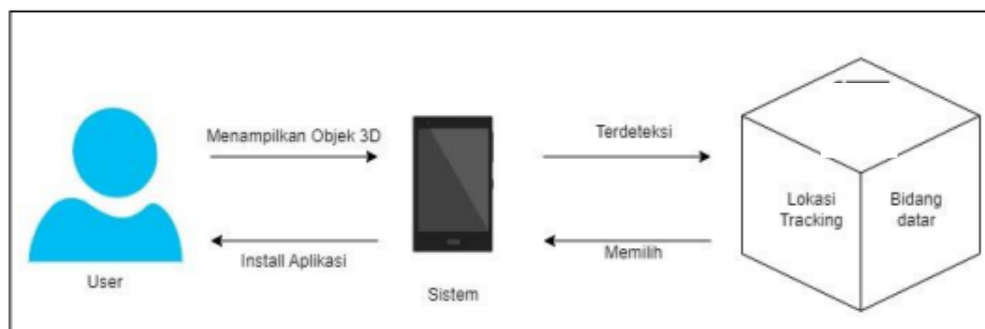 Menampilkan Objek 3D
Terdeteksi
Lokasi
Tracking
Bidang
datar
Install Aplikasi
Memilih
User
Sistem